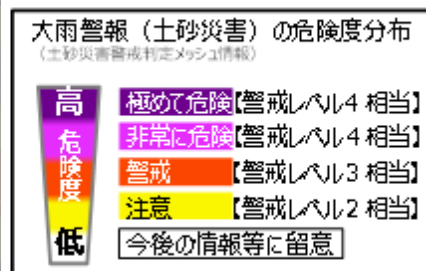 大雨警報（土砂災害）の危険度分布
（土砂災害警戒判定メッシュ情報）
高
危険度
低
極めて危険【警戒レベル4 相当】
非常に危険【警戒レベル4 相当】
警戒【警戒レベル3 相当】
注意【警戒レベル2 相当】
今後の情報等に留意